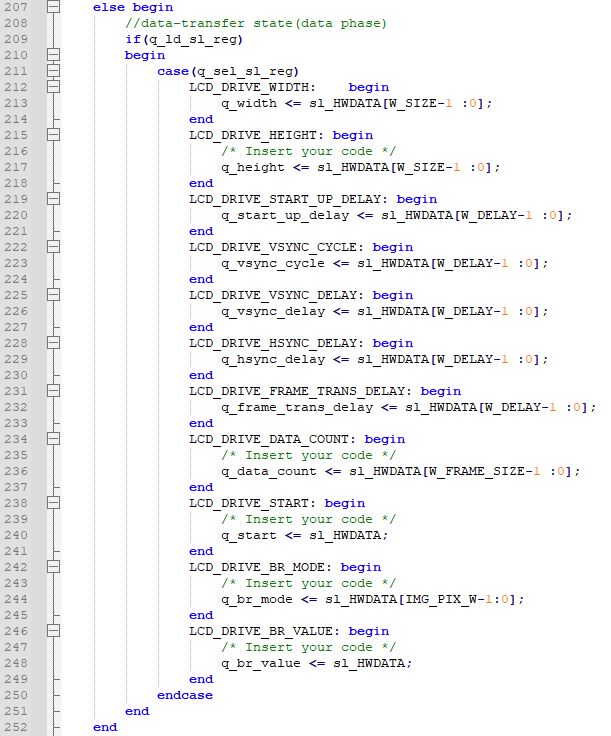 207 else begin
208 //data-transfer state(data phase)
209 if(q_ld_sl_reg)
210 begin
211 case(q_sel_sl_reg)
212 LCD_DRIVE_WIDTH: begin
213 q_width <= sl_HWDATA[W_SIZE-1 :0];
214 end
215 LCD_DRIVE_HEIGHT: begin
216 /* Insert your code */
217 q_height <= sl_HWDATA[W_SIZE-1 :0];
218 end
219 LCD_DRIVE_START_UP_DELAY: begin
220 q_start_up_delay <= sl_HWDATA[W_DELAY-1 :0];
221 end
222 LCD_DRIVE_VSYNC_CYCLE: begin
223 q_vsync_cycle <= sl_HWDATA[W_DELAY-1 :0];
224 end
225 LCD_DRIVE_VSYNC_DELAY: begin
226 q_vsync_delay <= sl_HWDATA[W_DELAY-1 :0];
227 end
228 LCD_DRIVE_HSYNC_DELAY: begin
229 q_hsync_delay <= sl_HWDATA[W_DELAY-1 :0];
230 end
231 LCD_DRIVE_FRAME_TRANS_DELAY: begin
232 q_frame_trans_delay <= sl_HWDATA[W_DELAY-1 :0];
233 end
234 LCD_DRIVE_DATA_COUNT: begin
235 /* Insert your code */
236 q_data_count <= sl_HWDATA[W_FRAME_SIZE-1 :0];
237 end
238 LCD_DRIVE_START: begin
239 /* Insert your code */
240 q_start <= sl_HWDATA;
241 end
242 LCD_DRIVE_BR_MODE: begin
243 /* Insert your code */
244 q_br_mode <= sl_HWDATA[IMG_PIX_W-1:0];
245 end
246 LCD_DRIVE_BR_VALUE: begin
247 /* Insert your code */
248 q_br_value <= sl_HWDATA;
249 end
250 endcase
251 end
252 end